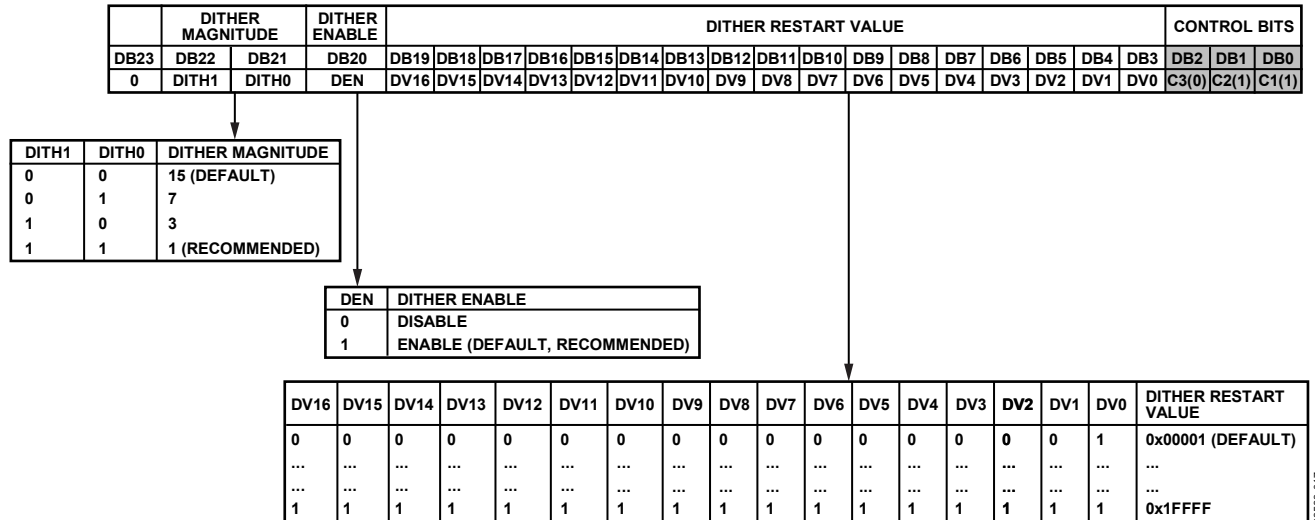 DITHER MAGNITUDE DITHER ENABLE DITHER RESTART VALUE CONTROL BITS
DB23 DB22 DB21 DB20 DB19 DB18 DB17 DB16 DB15 DB14 DB13 DB12 DB11 DB10 DB9 DB8 DB7 DB6 DB5 DB4 DB3 DB2 DB1 DB0
0 DITH1 DITH0 DEN DV16 DV15 DV14 DV13 DV12 DV11 DV10 DV9 DV8 DV7 DV6 DV5 DV4 DV3 DV2 DV1 DV0 C3(0) C2(1) C1(1)
DITH1 DITH0 DITHER MAGNITUDE
0 0 15 (DEFAULT)
0 1 7
1 0 3
1 1 1 (RECOMMENDED)
DEN DITHER ENABLE
0 DISABLE
1 ENABLE (DEFAULT, RECOMMENDED)
DV16 DV15 DV14 DV13 DV12 DV11 DV10 DV9 DV8 DV7 DV6 DV5 DV4 DV3 DV2 DV1 DV0 DITHER RESTART VALUE
0 0 0 0 0 0 0 0 0 0 0 0 0 0 0 0 1 0x00001 (DEFAULT)
... ... ... ... ... ... ... ... ... ... ... ... ... ... ... ... ... ...
... ... ... ... ... ... ... ... ... ... ... ... ... ... ... ... ... ...
1 1 1 1 1 1 1 1 1 1 1 1 1 1 1 1 1 0x1FFFF